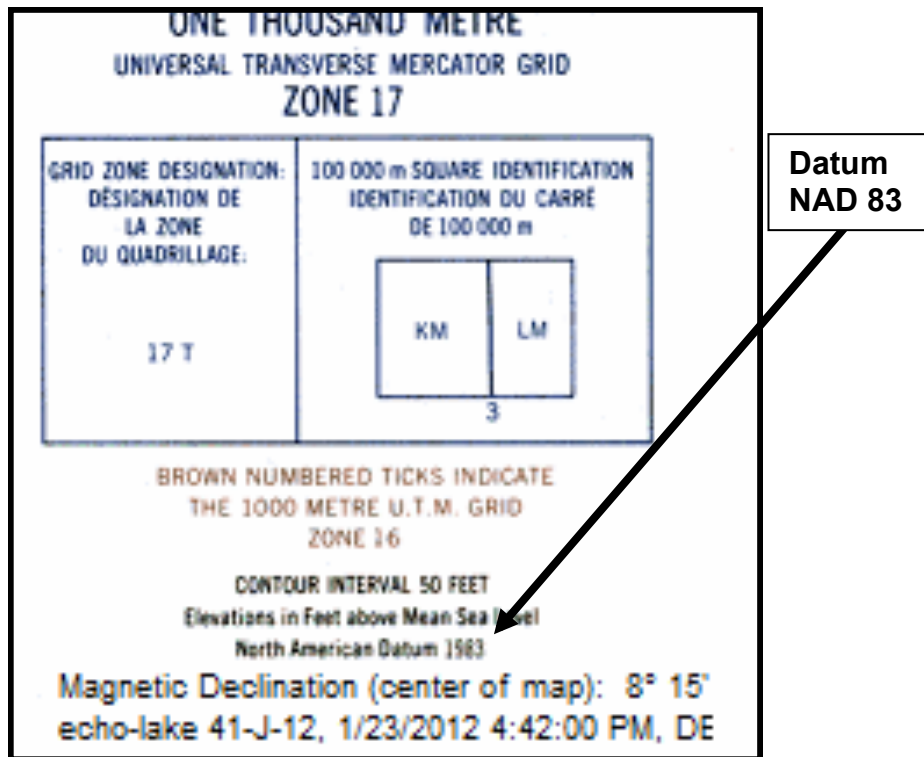 ONE THOUSAND METRE
UNIVERSAL TRANSVERSE MERCATOR GRID
ZONE 17
GRID ZONE DESIGNATION:
DÉSIGNATION DE
LA ZONE
DU QUADRILLAGE:
17 T
100 000 m SQUARE IDENTIFICATION
IDENTIFICATION DU CARRÉ
DE 100 000 m
KM LM
3
BROWN NUMBERED TICKS INDICATE
THE 1000 METRE U.T.M. GRID
ZONE 16
CONTOUR INTERVAL 50 FEET
Elevations in Feet above Mean Sea Level
North American Datum 1983
Magnetic Declination (center of map): 8° 15'
echo-lake 41-J-12, 1/23/2012 4:42:00 PM, DE
Datum
NAD 83